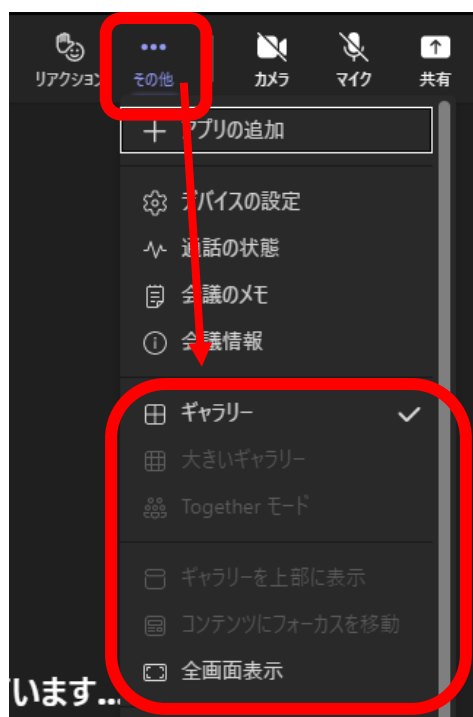 リアクション
その他
カメラ
マイク
共有
アプリの追加
デバイスの設定
通話の状態
会議のメモ
会議情報
ギャラリー
大きいギャラリー
Together モード
ギャラリーを上部に表示
コンテンツにフォーカスを移動
全画面表示
います...